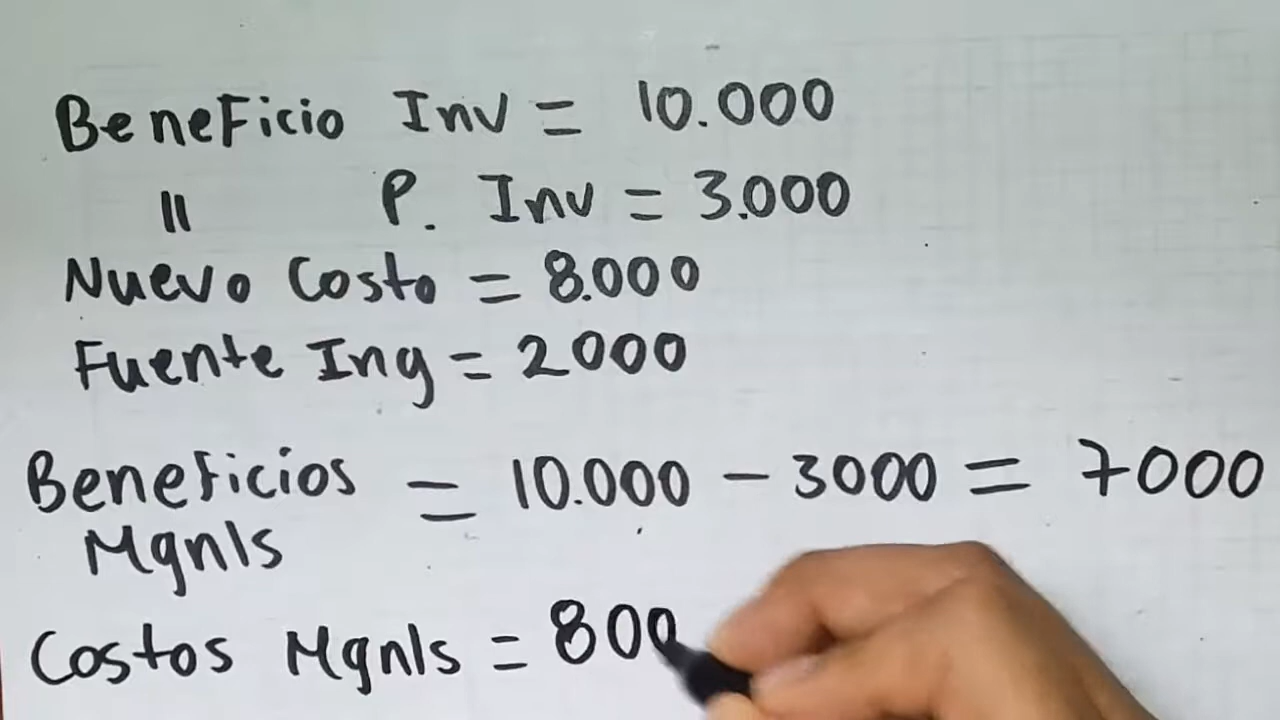 Beneficio Inv = 10.000
" P. Inv = 3.000
Nuevo Costo = 8.000
Fuente Ing = 2000
Beneficios = 10.000 - 3000 = 7000
Mgnls
Costos Mgnls = 800